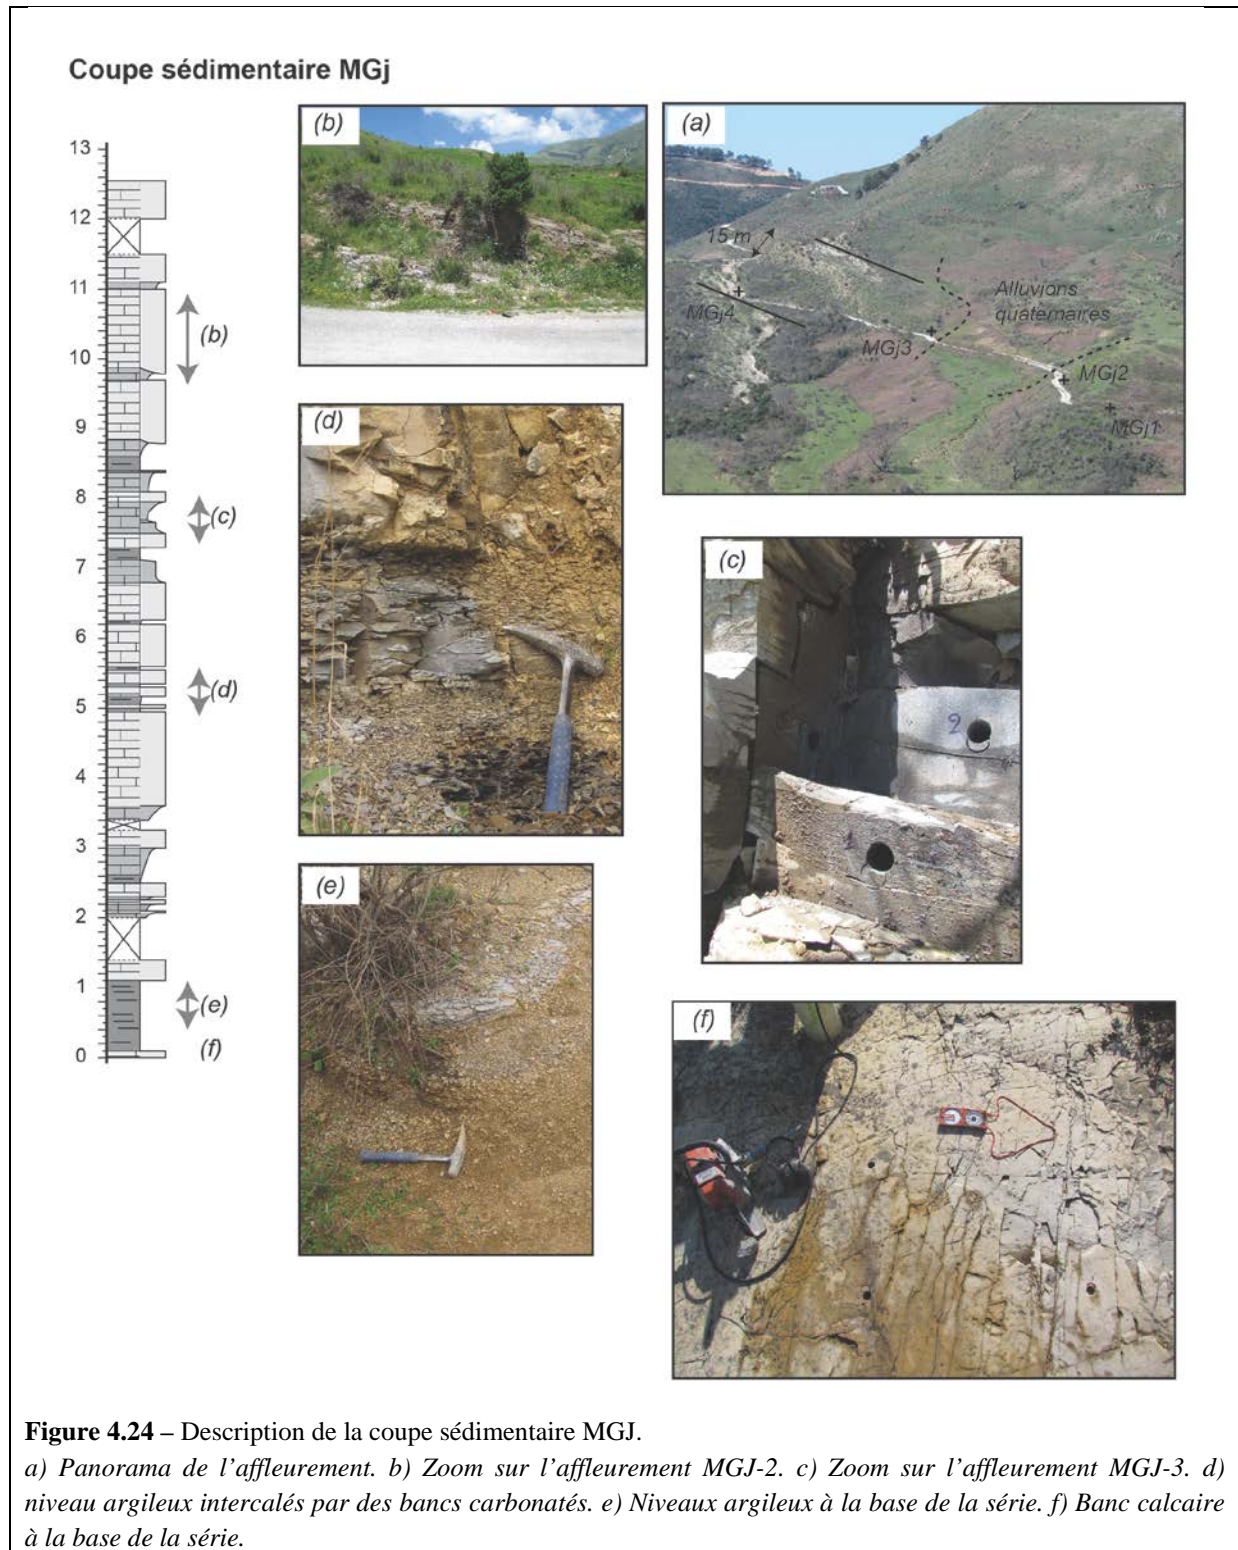 Coupe sédimentaire MGj
13
12
11
10
9
8
7
6
5
4
3
2
1
0
(b)
(c)
(d)
(e)
(f)
(b)
(a)
15 m
MGj4
MGj3
Alluvions
quaternaires
MGj2
MGj1
(d)
(c)
2
1
(e)
(f)
Figure 4.24 – Description de la coupe sédimentaire MGJ.
a) Panorama de l’affleurement. b) Zoom sur l’affleurement MGJ-2. c) Zoom sur l’affleurement MGJ-3. d)
niveau argileux intercalés par des bancs carbonatés. e) Niveaux argileux à la base de la série. f) Banc calcaire
à la base de la série.